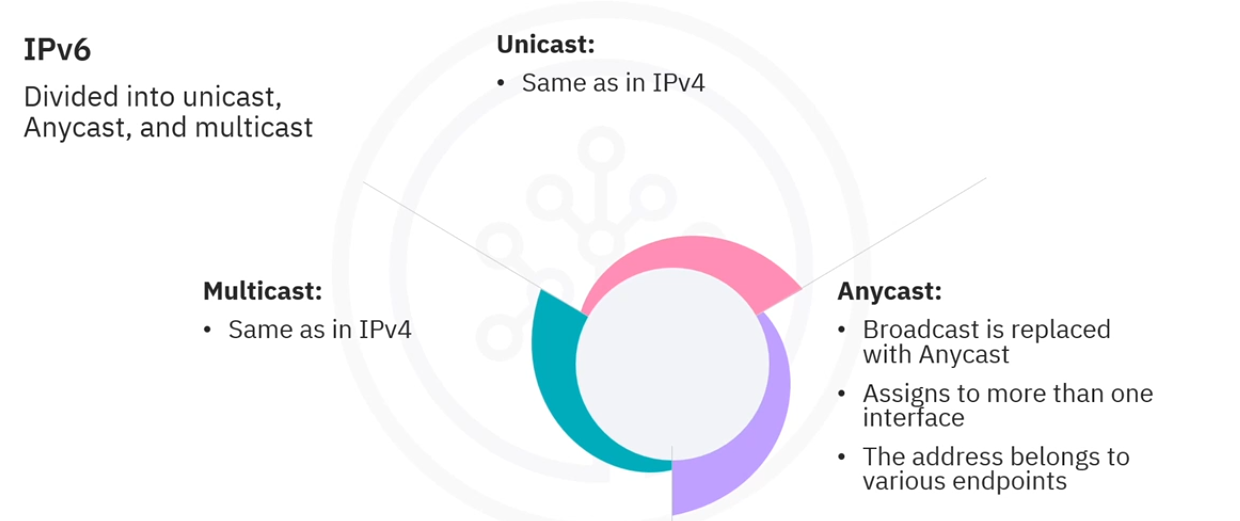 IPv6
Divided into unicast,
Anycast, and multicast
Unicast:
• Same as in IPv4
Multicast:
• Same as in IPv4
Anycast:
• Broadcast is replaced
with Anycast
• Assigns to more than one
interface
• The address belongs to
various endpoints